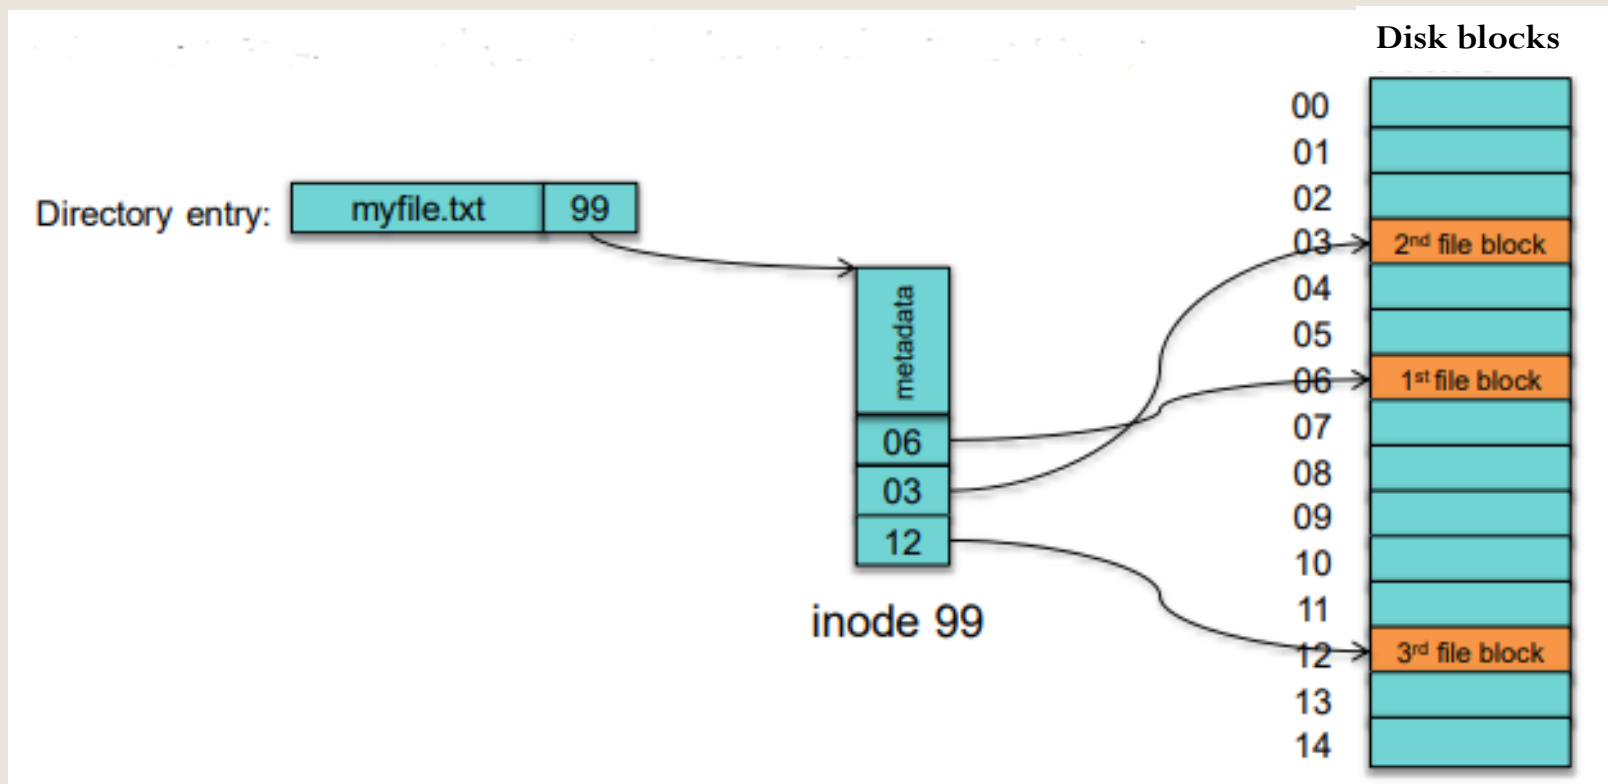 Disk blocks
Directory entry:
myfile.txt
99
metadata
06
03
12
inode 99
00
01
02
03
2nd file block
04
05
06
1st file block
07
08
09
10
11
12
3rd file block
13
14